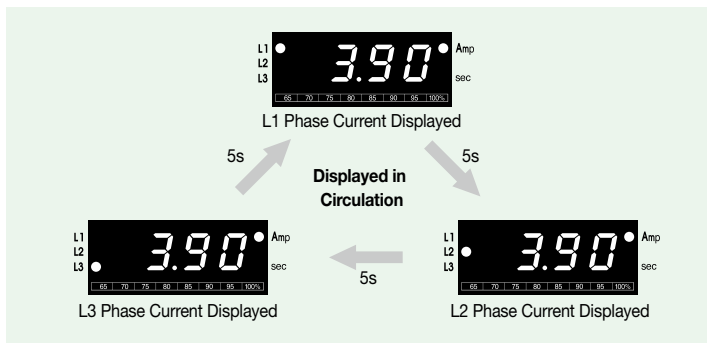 L1 3.90 Amp
L2
L3 sec
65 70 75 80 85 90 95 100%
L1 Phase Current Displayed
5s 5s
Displayed in
Circulation
L1 3.90 Amp
L2
L3 sec
65 70 75 80 85 90 95 100%
L3 Phase Current Displayed
5s
L1 3.90 Amp
L2
L3 sec
65 70 75 80 85 90 95 100%
L2 Phase Current Displayed